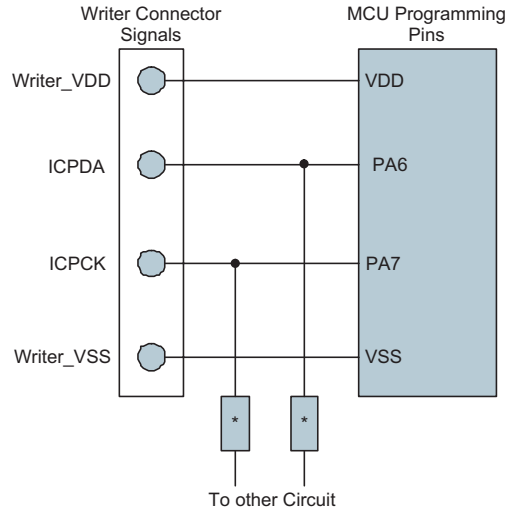 Writer Connector
Signals
MCU Programming
Pins
Writer_VDD
VDD
ICPDA
PA6
ICPCK
PA7
Writer_VSS
VSS
*
*
To other Circuit